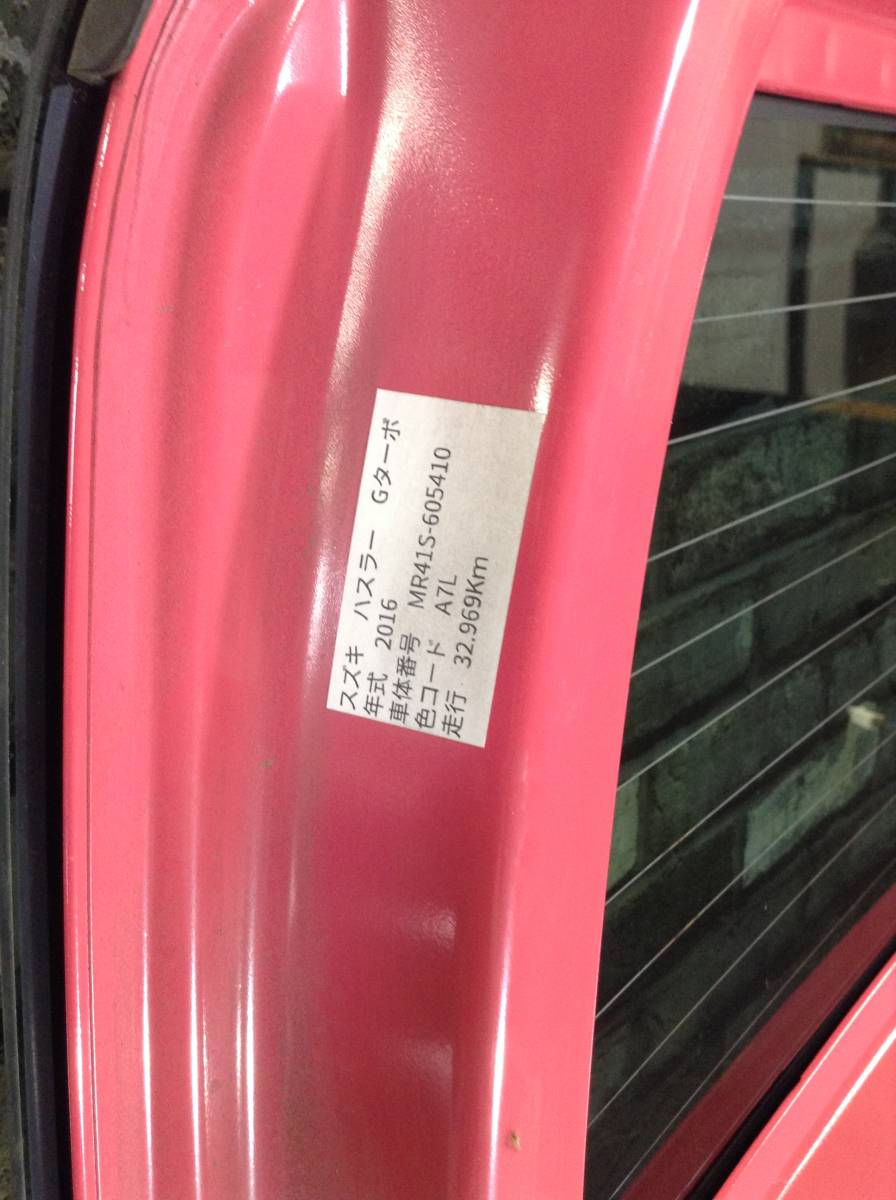 スズキ　ハスラー　Gターボ
年式　2016
車体番号　MR41S-605410
色コード　A7L
走行　32.969Km